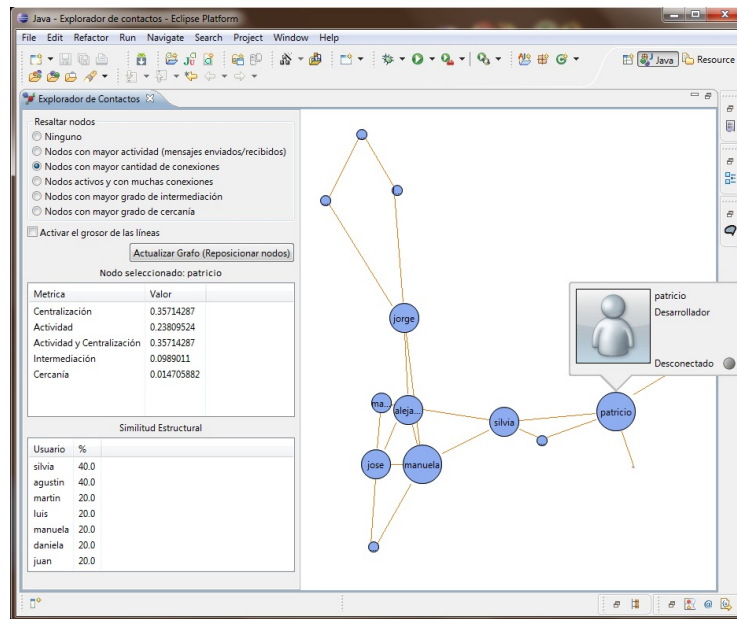 Java - Explorador de contactos - Eclipse Platform
File Edit Refactor Run Navigate Search Project Window Help
Java Resource
Explorador de Contactos
Resaltar nodos
Ninguno
Nodos con mayor actividad (mensajes enviados/recibidos)
Nodos con mayor cantidad de conexiones
Nodos activos y con muchas conexiones
Nodos con mayor grado de intermediación
Nodos con mayor grado de cercanía
Activar el grosor de las líneas
Actualizar Grafo (Reposicionar nodos)
Nodo seleccionado: patricio
Metrica Valor
Centralización 0.35714287
Actividad 0.23809524
Actividad y Centralización 0.35714287
Intermediación 0.0989011
Cercanía 0.014705882
Similitud Estructural
Usuario %
silvia 40.0
agustin 40.0
martin 20.0
luis 20.0
manuela 20.0
daniela 20.0
juan 20.0
jorge
patricio
Desarrollador
Desconectado
ma...
aleja...
silvia
patricio
jose
manuela